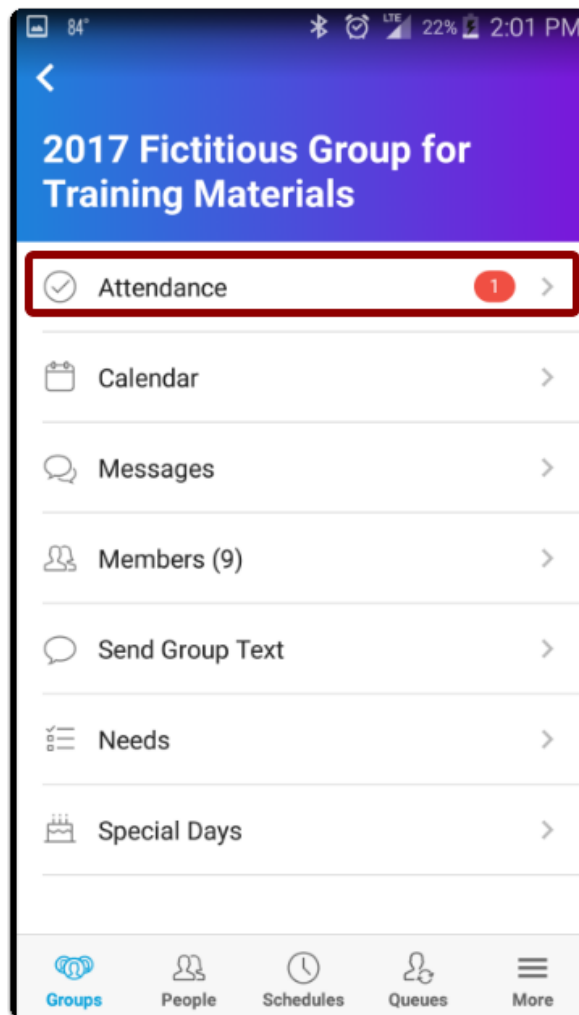 84° LTE 22% 2:01 PM
2017 Fictitious Group for
Training Materials
Attendance 1
Calendar
Messages
Members (9)
Send Group Text
Needs
Special Days
Groups People Schedules Queues More